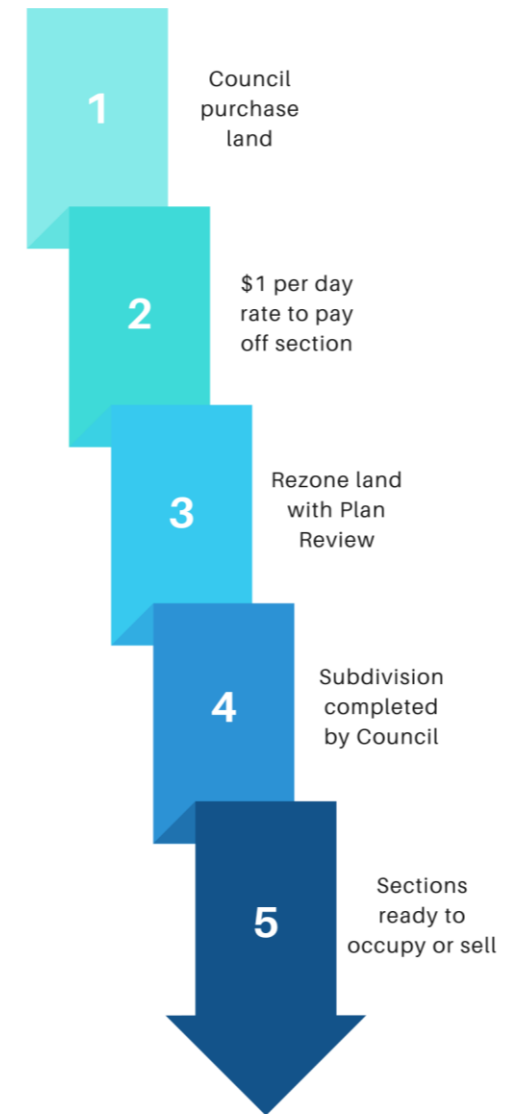 1
Council
purchase
land
2
$1 per day
rate to pay
off section
3
Rezone land
with Plan
Review
4
Subdivision
completed
by Council
5
Sections
ready to
occupy or sell